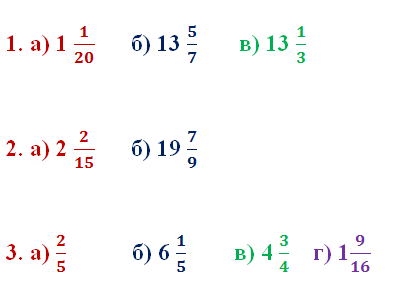 1. а) 1 1/20 б) 13 5/7 в) 13 1/3
2. а) 2 2/15 б) 19 7/9
3. а) 2/5 б) 6 1/5 в) 4 3/4 г) 1 9/16